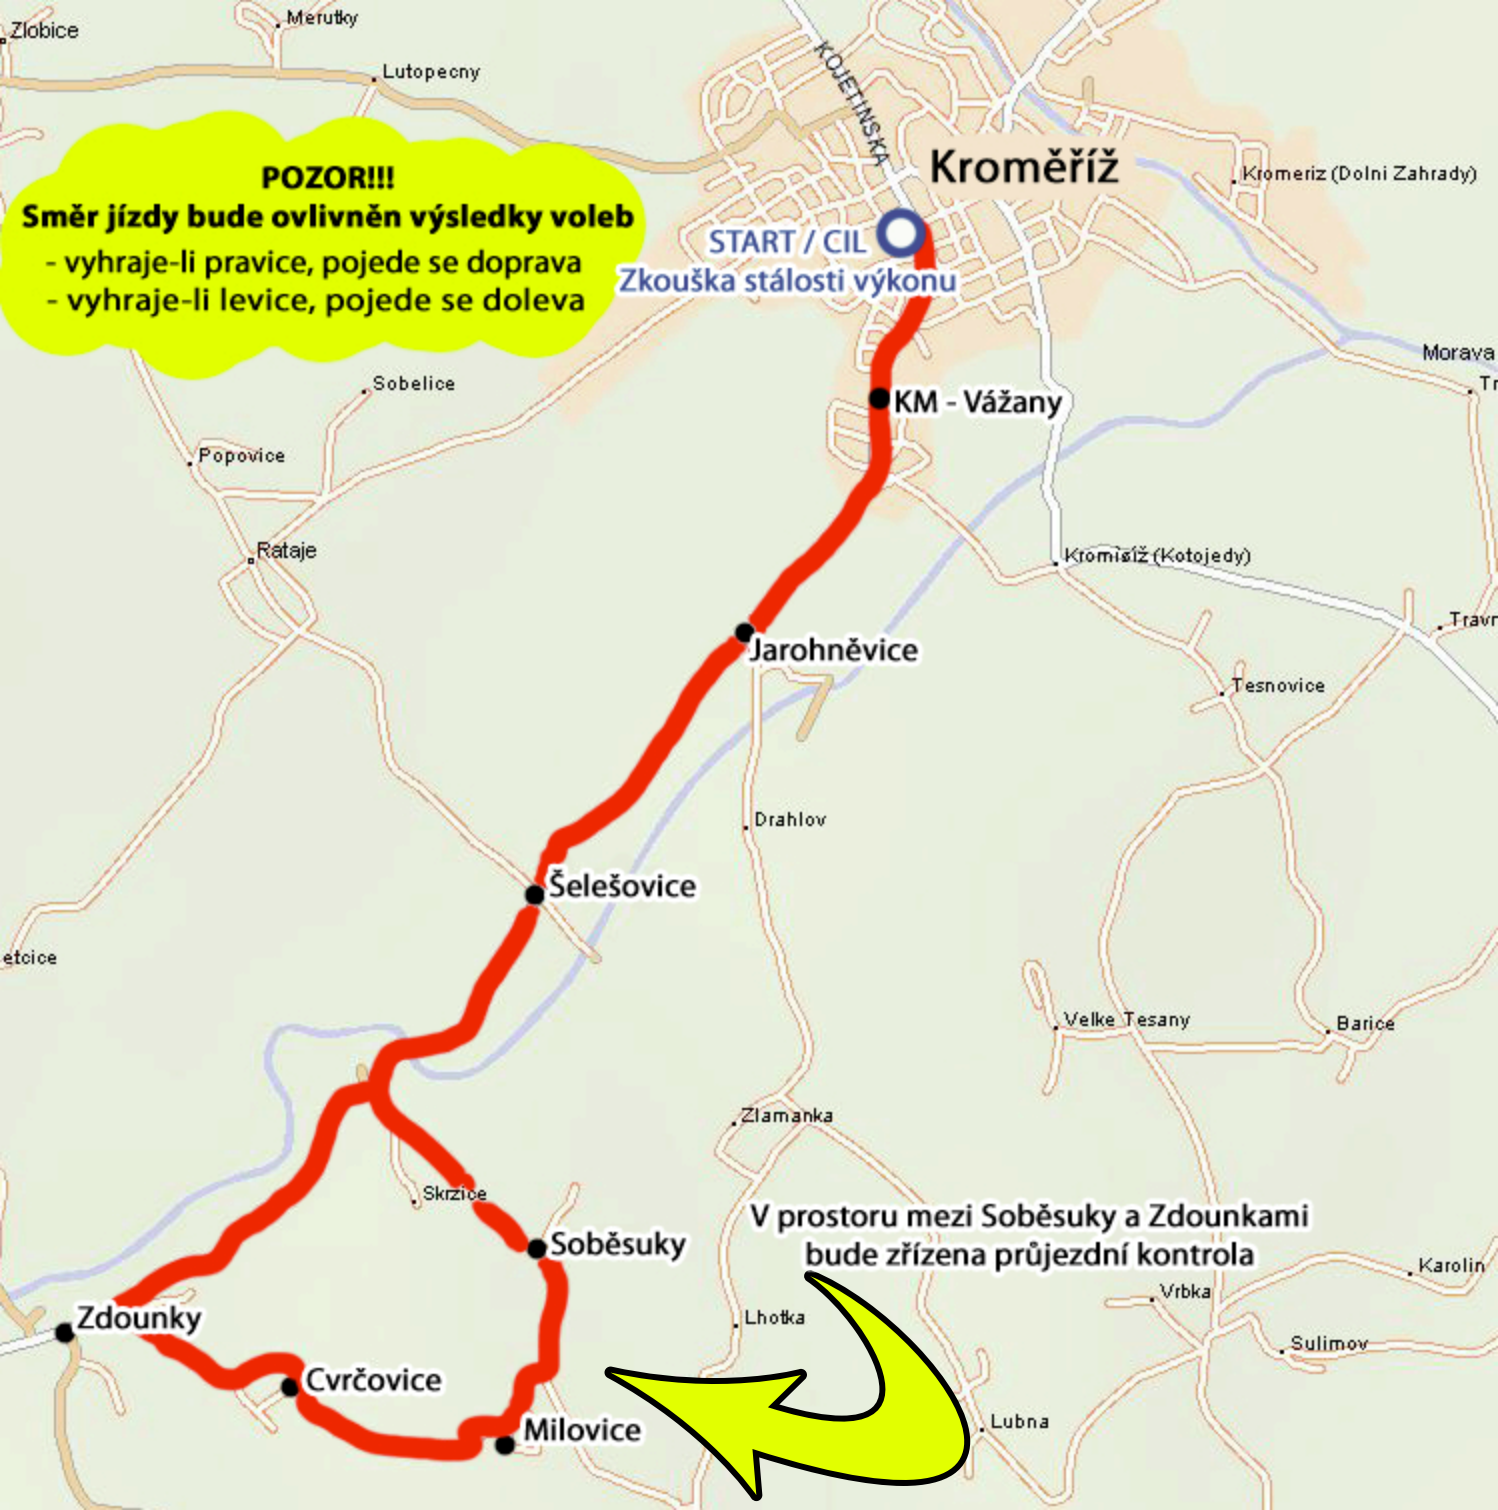 Merutky
Zlobice
Lutopecny
KOJETINSKA
POZOR!!!
Směr jízdy bude ovlivněn výsledky voleb
- vyhraje-li pravice, pojede se doprava
- vyhraje-li levice, pojede se doleva
Kroměříž
Kromeriz (Dolni Zahrady)
START / CIL
Zkouška stálosti výkonu
Morava
Tr
Sobelice
KM - Vážany
Popovice
Rataje
Kromìøíž (Kotojedy)
Travr
Jarohněvice
Tesnovice
Drahlov
Šelešovice
etcice
Velke Tesany
Barice
Zlamanka
Skrzice
V prostoru mezi Soběsuky a Zdounkami
bude zřízena průjezdní kontrola
Soběsuky
Karolin
Vrbka
Zdounky
Lhotka
Sulimov
Cvrčovice
Milovice
Lubna